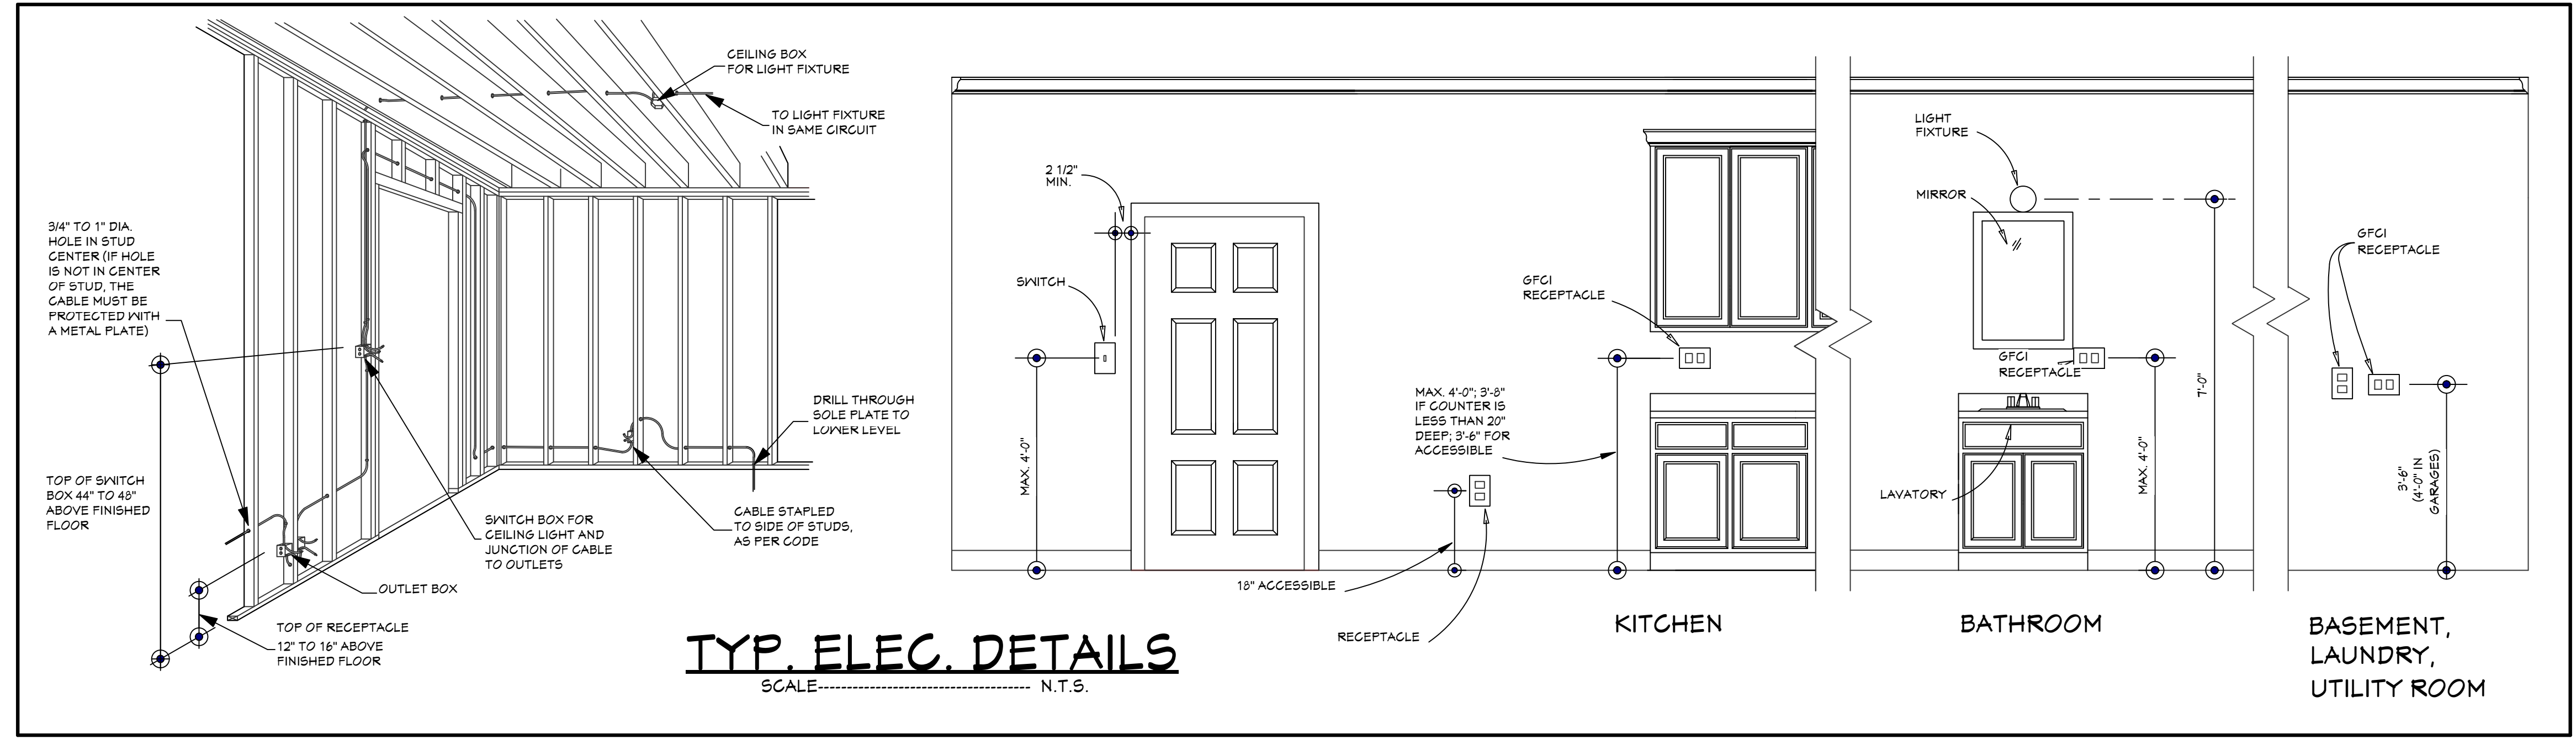 CEILING BOX
FOR LIGHT FIXTURE
TO LIGHT FIXTURE
IN SAME CIRCUIT
3/4" TO 1" DIA.
HOLE IN STUD
CENTER (IF HOLE
IS NOT IN CENTER
OF STUD, THE
CABLE MUST BE
PROTECTED WITH
A METAL PLATE)
TOP OF SWITCH
BOX 44" TO 48"
ABOVE FINISHED
FLOOR
DRILL THROUGH
SOLE PLATE TO
LOWER LEVEL
CABLE STAPLED
TO SIDE OF STUDS,
AS PER CODE
SWITCH BOX FOR
CEILING LIGHT AND
JUNCTION OF CABLE
TO OUTLETS
OUTLET BOX
TOP OF RECEPTACLE
12" TO 16" ABOVE
FINISHED FLOOR
TYP. ELEC. DETAILS
SCALE------------------------------------- N.T.S.
2 1/2"
MIN.
SWITCH
MAX. 4'-0"
18" ACCESSIBLE
RECEPTACLE
GFCI
RECEPTACLE
MAX. 4'-0"; 3'-8"
IF COUNTER IS
LESS THAN 20"
DEEP; 3'-6" FOR
ACCESSIBLE
KITCHEN
LIGHT
FIXTURE
MIRROR
GFCI
RECEPTACLE
LAVATORY
MAX. 4'-0"
7'-0"
BATHROOM
GFCI
RECEPTACLE
3'-6"
(4'-0" IN
GARAGES)
BASEMENT,
LAUNDRY,
UTILITY ROOM